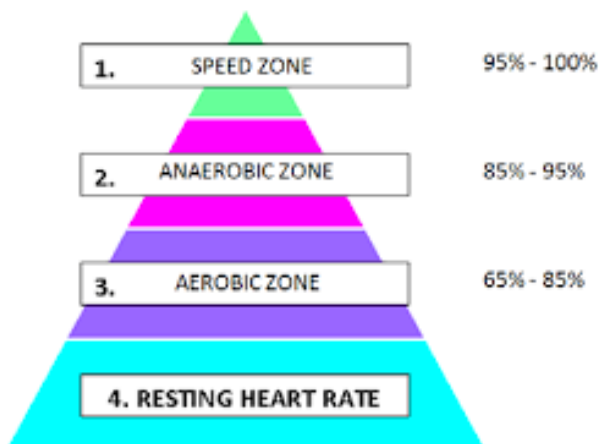 1. SPEED ZONE 95% - 100%
2. ANAEROBIC ZONE 85% - 95%
3. AEROBIC ZONE 65% - 85%
4. RESTING HEART RATE